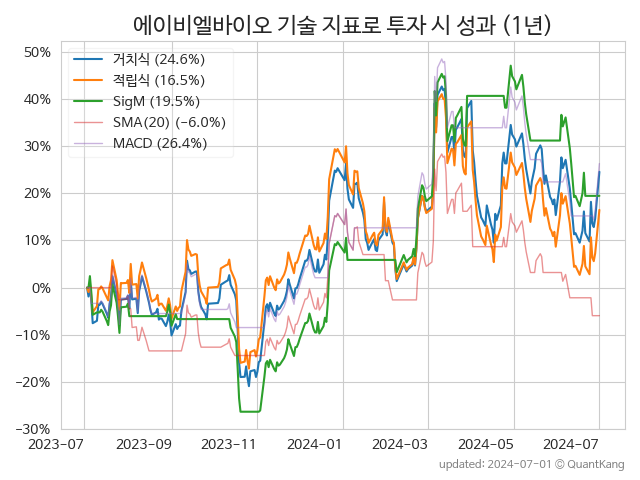 에이비엘바이오 기술 지표로 투자 시 성과 (1년)
50%
40%
30%
20%
10%
0%
−10%
−20%
−30%
거치식 (24.6%)
적립식 (16.5%)
SigM (19.5%)
SMA(20) (−6.0%)
MACD (26.4%)
2023-07
2023-09
2023-11
2024-01
2024-03
2024-05
2024-07
updated: 2024-07-01 © QuantKang